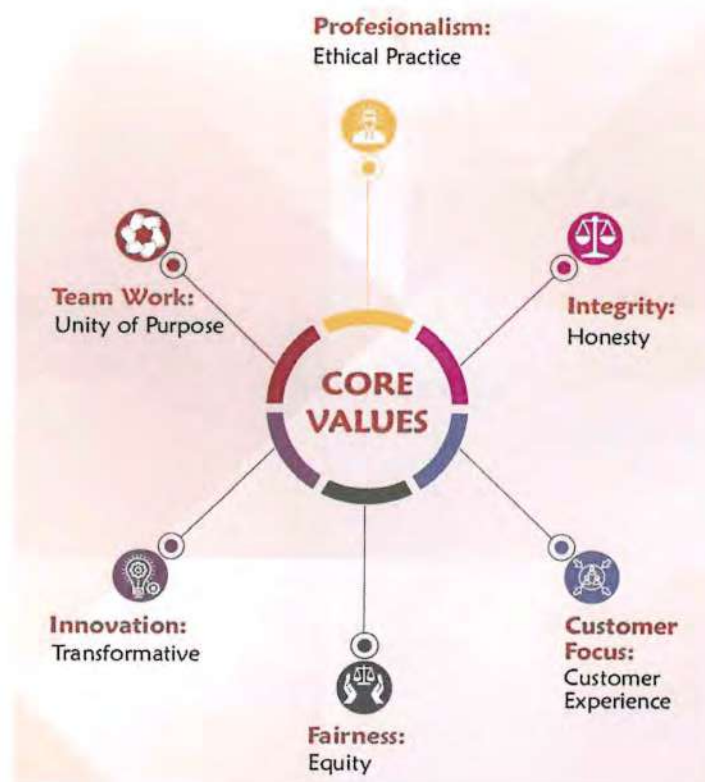 Profesionalism:
Ethical Practice
Team Work:
Unity of Purpose
Integrity:
Honesty
CORE
VALUES
Innovation:
Transformative
Customer
Focus:
Customer
Experience
Fairness:
Equity